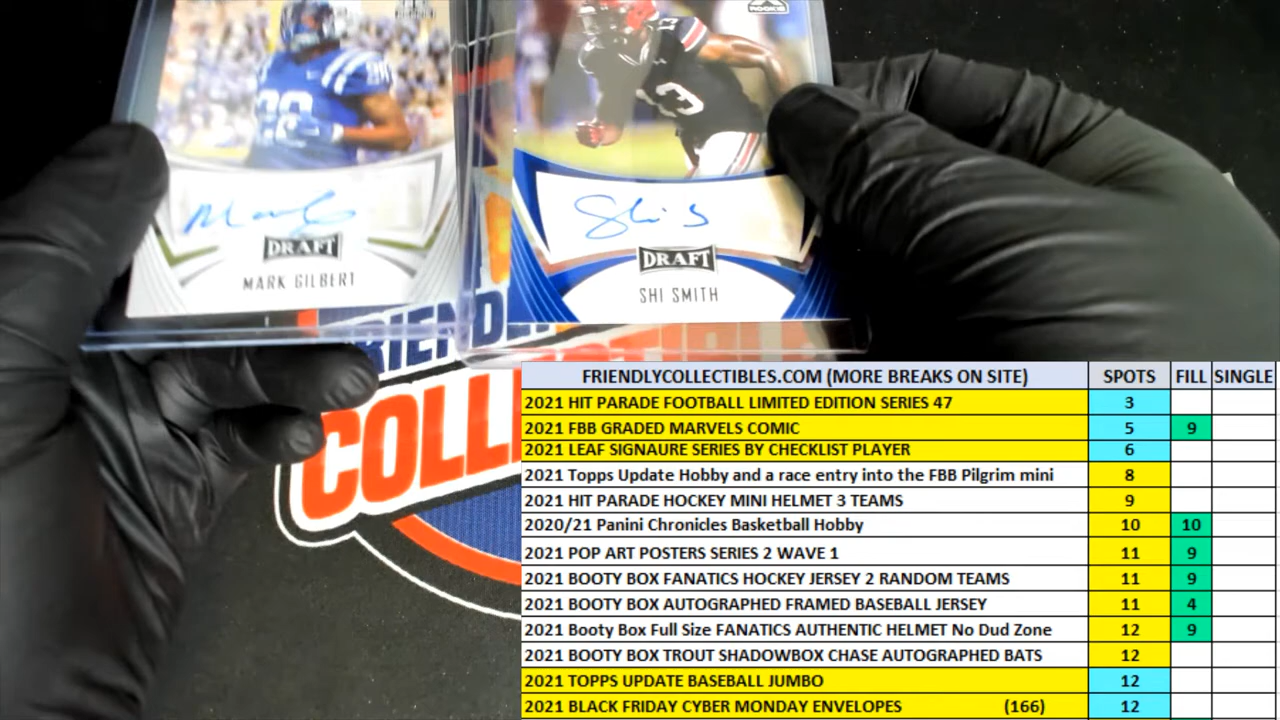 ROOKIE
28
13
13
Mark G
Shi S
DRAFT
MARK GILBERT
DRAFT
SHI SMITH
FRIENDLYCOLLECTIBLES.COM (MORE BREAKS ON SITE) SPOTS FILL SINGLE
2021 HIT PARADE FOOTBALL LIMITED EDITION SERIES 47 3
2021 FBB GRADED MARVELS COMIC 5 9
2021 LEAF SIGNAURE SERIES BY CHECKLIST PLAYER 6
2021 Topps Update Hobby and a race entry into the FBB Pilgrim mini 8
2021 HIT PARADE HOCKEY MINI HELMET 3 TEAMS 9
2020/21 Panini Chronicles Basketball Hobby 10 10
2021 POP ART POSTERS SERIES 2 WAVE 1 11 9
2021 BOOTY BOX FANATICS HOCKEY JERSEY 2 RANDOM TEAMS 11 9
2021 BOOTY BOX AUTOGRAPHED FRAMED BASEBALL JERSEY 11 4
2021 Booty Box Full Size FANATICS AUTHENTIC HELMET No Dud Zone 12 9
2021 BOOTY BOX TROUT SHADOWBOX CHASE AUTOGRAPHED BATS 12
2021 TOPPS UPDATE BASEBALL JUMBO 12
2021 BLACK FRIDAY CYBER MONDAY ENVELOPES (166) 12